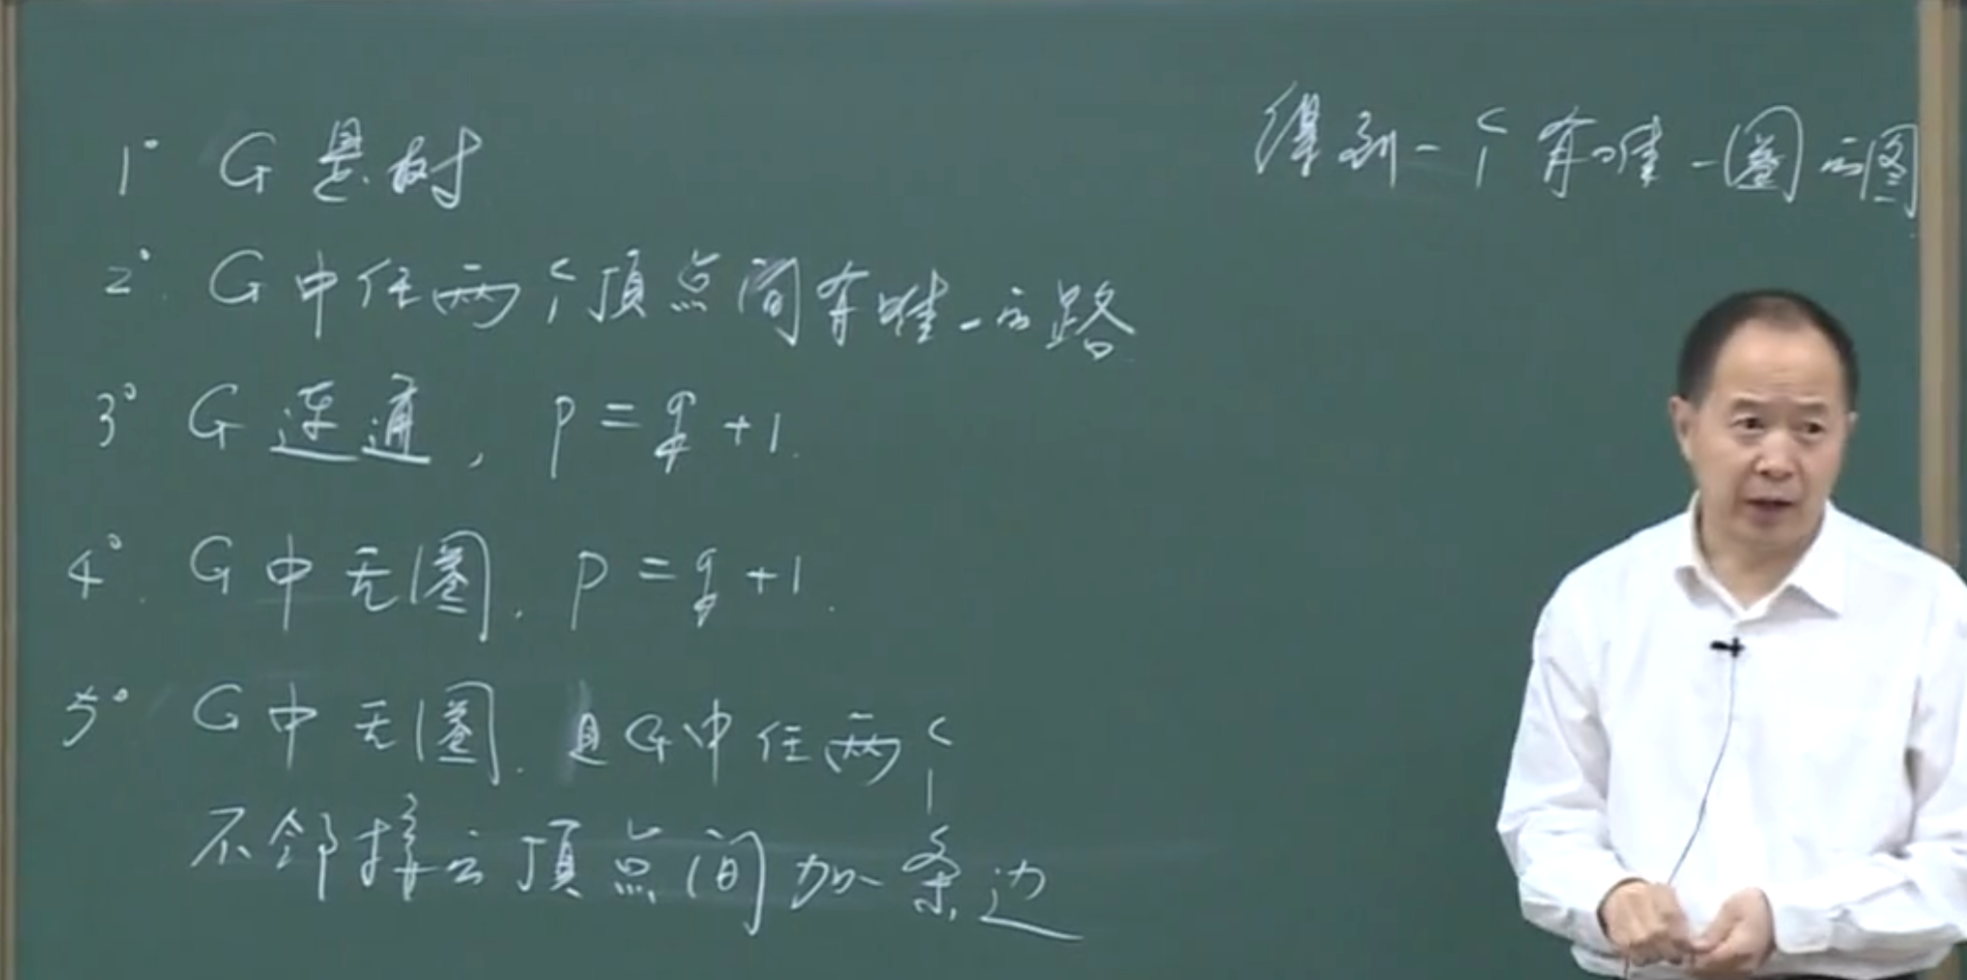 1° G是树
2°. G中任两个顶点间有唯一的路
3° G连通, p=q+1.
4°. G中无圈. p=q+1.
5° G中无圈. 且G中任两个
不邻接之顶点间加一条边
得到一个有唯一圈的图